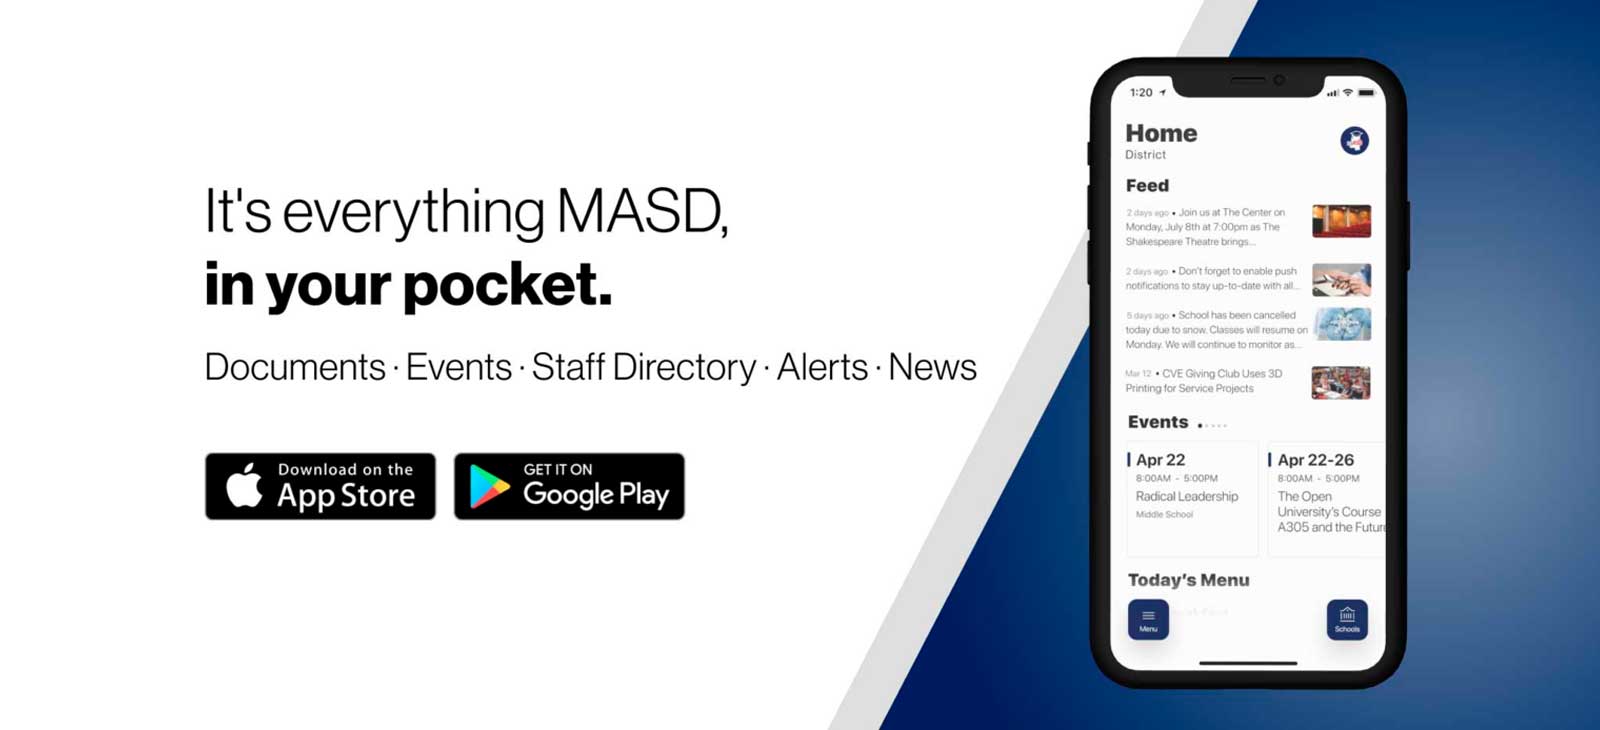 It's everything MASD,
in your pocket.
Documents · Events · Staff Directory · Alerts · News
Download on the
App Store
GET IT ON
Google Play
1:20
Home
District
Feed
2 days ago • Join us at The Center on
Monday, July 8th at 7:00pm as The
Shakespeare Theatre brings...
2 days ago • Don't forget to enable push
notifications to stay up-to-date with all...
5 days ago • School has been cancelled
today due to snow. Classes will resume on
Monday. We will continue to monitor as...
Mar 12 • CVE Giving Club Uses 3D
Printing for Service Projects
Events
Apr 22
8:00AM - 5:00PM
Radical Leadership
Middle School
Apr 22-26
8:00AM - 5:00PM
The Open
University's Course
A305 and the Futur
Today's Menu
Menu
Schools